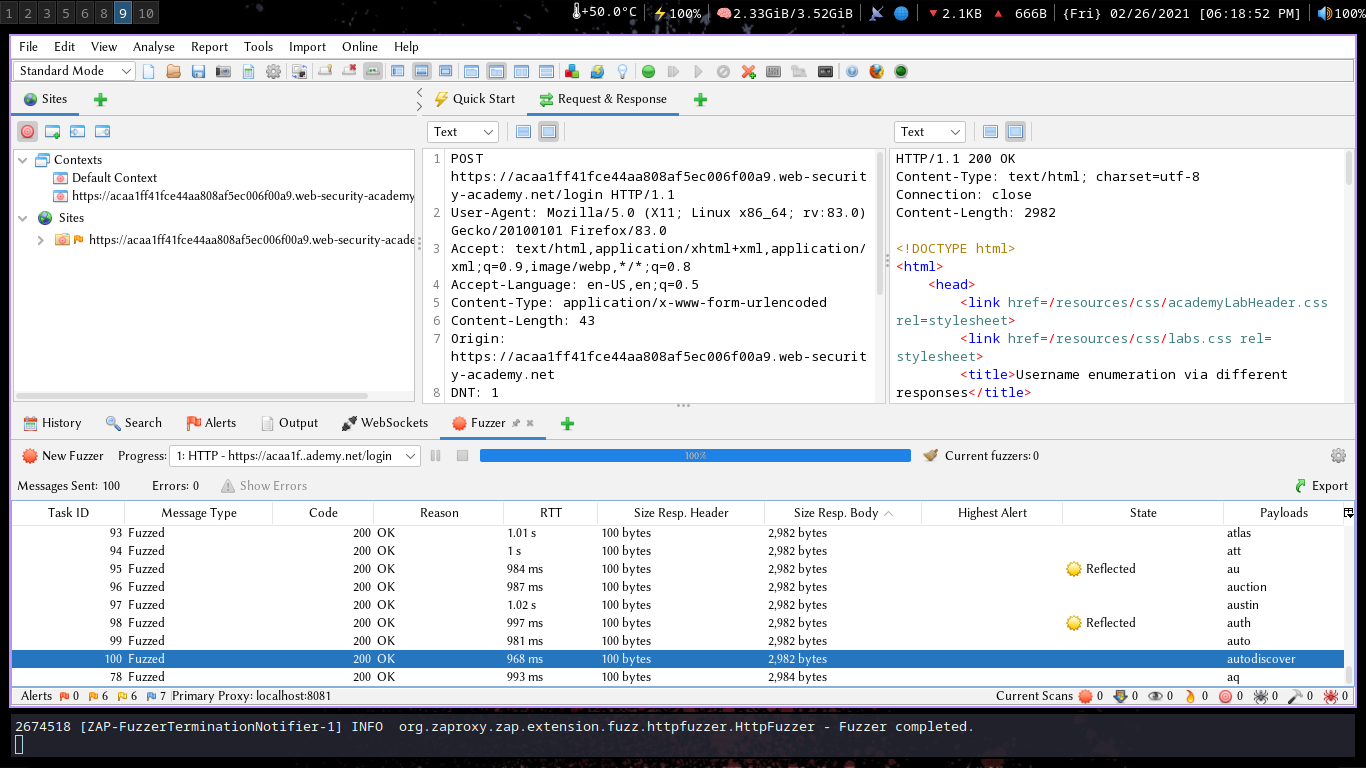 1 2 3 5 6 8 9 10 +50.0°C | 100% | 2.33GiB/3.52GiB | | 2.1KB 666B | {Fri} 02/26/2021 [06:18:52 PM] | 100%
File Edit View Analyse Report Tools Import Online Help
Standard Mode
Sites Quick Start Request & Response
Text Text
Contexts
Default Context
https://acaa1ff41fce44aa808af5ec006f00a9.web-security-academy
Sites
https://acaa1ff41fce44aa808af5ec006f00a9.web-security-acade
1 POST
https://acaa1ff41fce44aa808af5ec006f00a9.web-securit
y-academy.net/login HTTP/1.1
2 User-Agent: Mozilla/5.0 (X11; Linux x86_64; rv:83.0)
Gecko/20100101 Firefox/83.0
3 Accept: text/html,application/xhtml+xml,application/
xml;q=0.9,image/webp,*/*;q=0.8
4 Accept-Language: en-US,en;q=0.5
5 Content-Type: application/x-www-form-urlencoded
6 Content-Length: 43
7 Origin:
https://acaa1ff41fce44aa808af5ec006f00a9.web-securit
y-academy.net
8 DNT: 1
HTTP/1.1 200 OK
Content-Type: text/html; charset=utf-8
Connection: close
Content-Length: 2982
<!DOCTYPE html>
<html>
<head>
<link href=/resources/css/academyLabHeader.css
rel=stylesheet>
<link href=/resources/css/labs.css rel=
stylesheet>
<title>Username enumeration via different
responses</title>
History Search Alerts Output WebSockets Fuzzer
New Fuzzer Progress: 1: HTTP - https://acaa1f..ademy.net/login 100% Current fuzzers:0
Messages Sent: 100 Errors: 0 Show Errors Export
Task ID Message Type Code Reason RTT Size Resp. Header Size Resp. Body Highest Alert State Payloads
93 Fuzzed 200 OK 1.01 s 100 bytes 2,982 bytes atlas
94 Fuzzed 200 OK 1 s 100 bytes 2,982 bytes att
95 Fuzzed 200 OK 984 ms 100 bytes 2,982 bytes Reflected au
96 Fuzzed 200 OK 987 ms 100 bytes 2,982 bytes auction
97 Fuzzed 200 OK 1.02 s 100 bytes 2,982 bytes austin
98 Fuzzed 200 OK 997 ms 100 bytes 2,982 bytes Reflected auth
99 Fuzzed 200 OK 981 ms 100 bytes 2,982 bytes auto
100 Fuzzed 200 OK 968 ms 100 bytes 2,982 bytes autodiscover
78 Fuzzed 200 OK 993 ms 100 bytes 2,984 bytes aq
Alerts 0 6 6 7 Primary Proxy: localhost:8081 Current Scans 0 0 0 0 0 0 0 0
2674518 [ZAP-FuzzerTerminationNotifier-1] INFO org.zaproxy.zap.extension.fuzz.httpfuzzer.HttpFuzzer - Fuzzer completed.